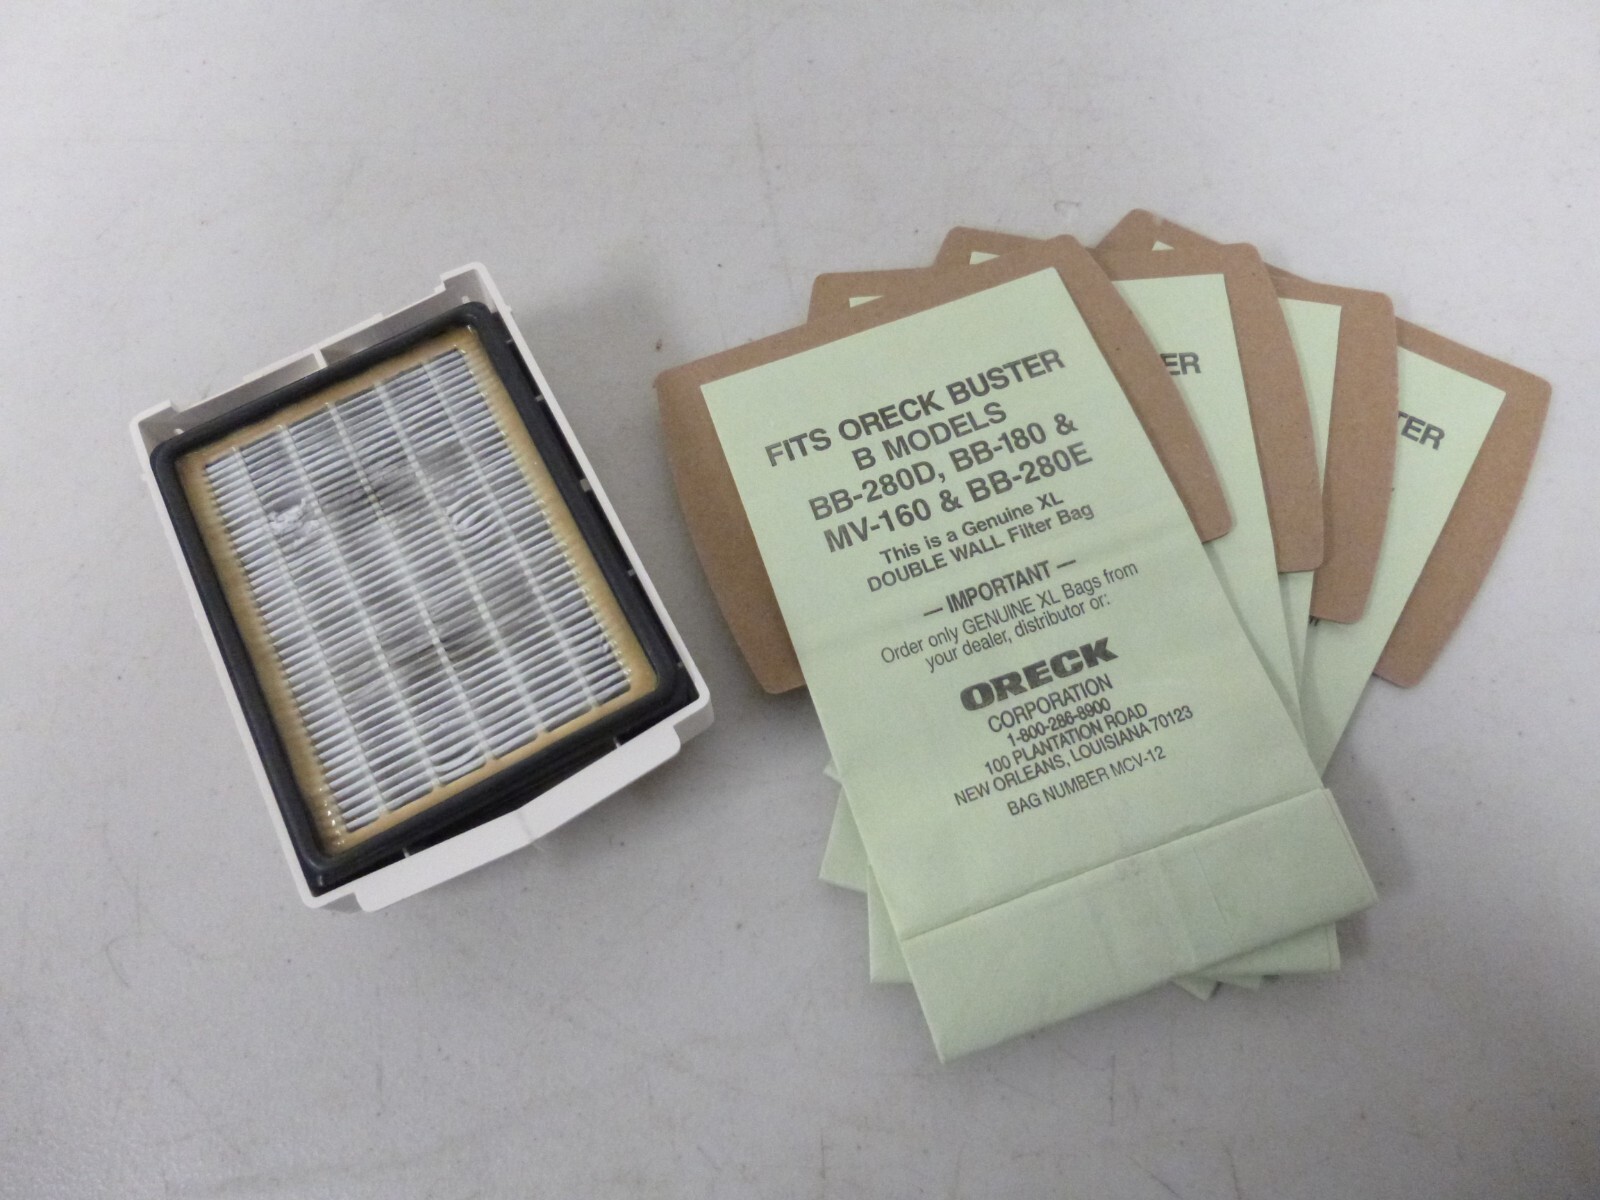 FITS ORECK BUSTER
B MODELS
BB-280D, BB-180 &
MV-160 & BB-280E
This is a Genuine XL
DOUBLE WALL Filter Bag
— IMPORTANT —
Order only GENUINE XL Bags from
your dealer, distributor or:
ORECK
CORPORATION
1-800-286-8900
100 PLANTATION ROAD
NEW ORLEANS, LOUISIANA 70123
BAG NUMBER MCV-12
ER
TER